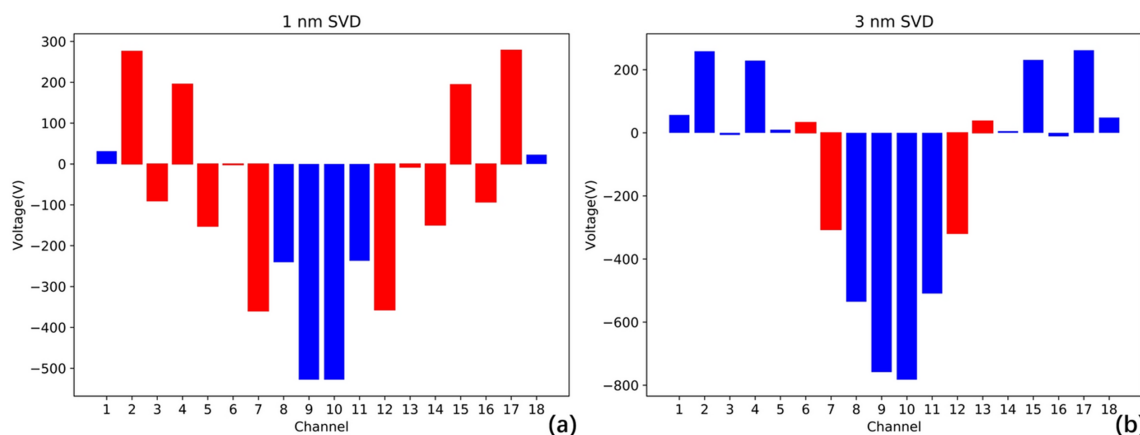 1 nm SVD
300
200
100
0
−100
−200
−300
−400
−500
Voltage(V)
1 2 3 4 5 6 7 8 9 10 11 12 13 14 15 16 17 18
Channel
(a)
3 nm SVD
200
0
−200
−400
−600
−800
Voltage(V)
1 2 3 4 5 6 7 8 9 10 11 12 13 14 15 16 17 18
Channel
(b)